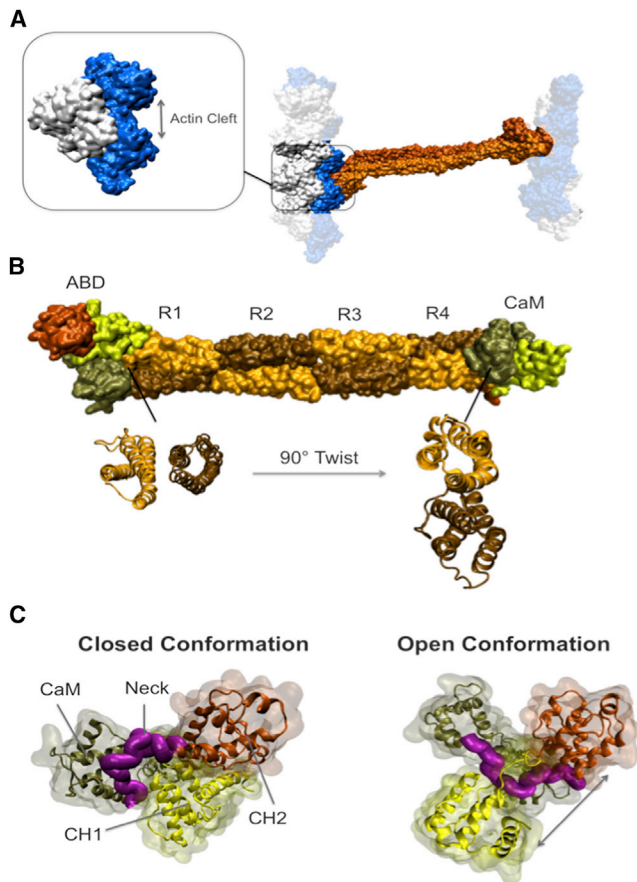 A
Actin Cleft
B
ABD
R1
R2
R3
R4
CaM
90° Twist
C
Closed Conformation
Open Conformation
CaM
Neck
CH1
CH2